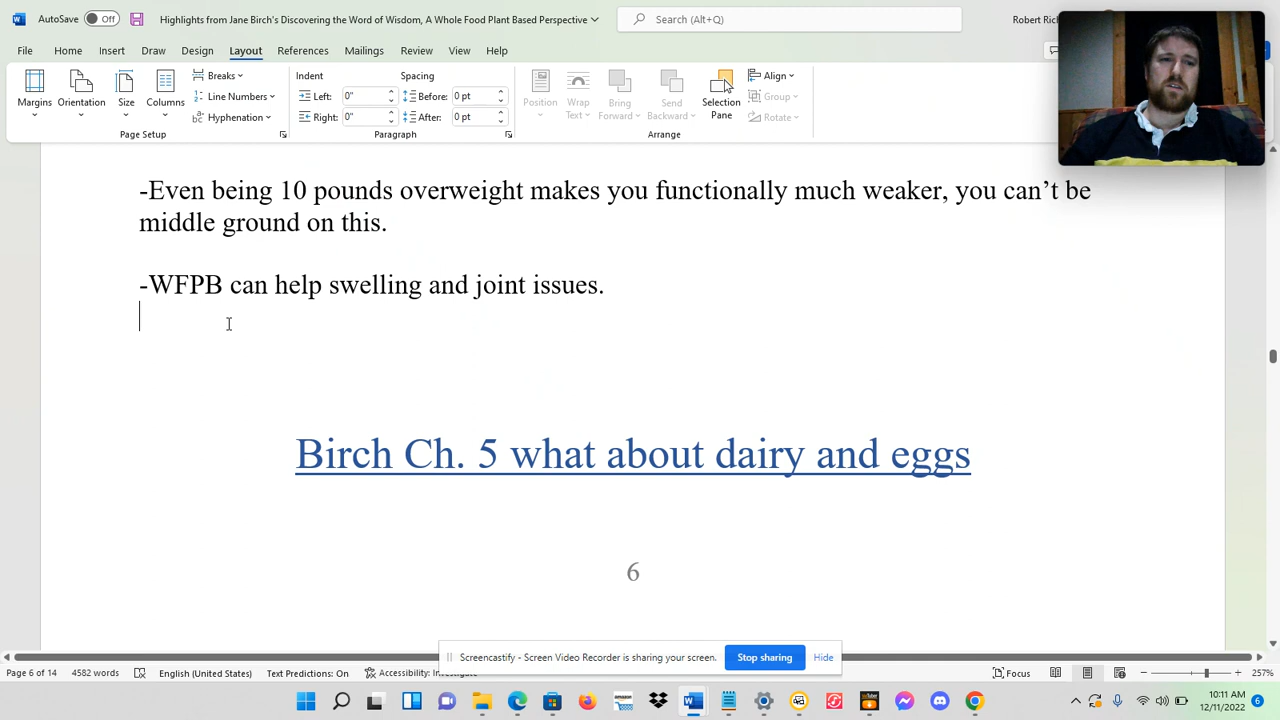 AutoSave Off Highlights from Jane Birch's Discovering the Word of Wisdom, A Whole Food Plant Based Perspective Search (Alt+Q) Robert Ric
File Home Insert Draw Design Layout References Mailings Review View Help
Margins Orientation Size Columns Breaks Line Numbers Hyphenation
Page Setup
Indent Spacing
Left: 0" Before: 0 pt
Right: 0" After: 0 pt
Paragraph
Position Wrap Text Bring Forward Send Backward Selection Pane Align Group Rotate
Arrange
-Even being 10 pounds overweight makes you functionally much weaker, you can’t be
middle ground on this.
-WFPB can help swelling and joint issues.
Birch Ch. 5 what about dairy and eggs
6
Screencastify - Screen Video Recorder is sharing your screen. Stop sharing Hide
Page 6 of 14 4582 words English (United States) Text Predictions: On Accessibility: Investigate Focus 257%
10:11 AM
12/11/2022 6